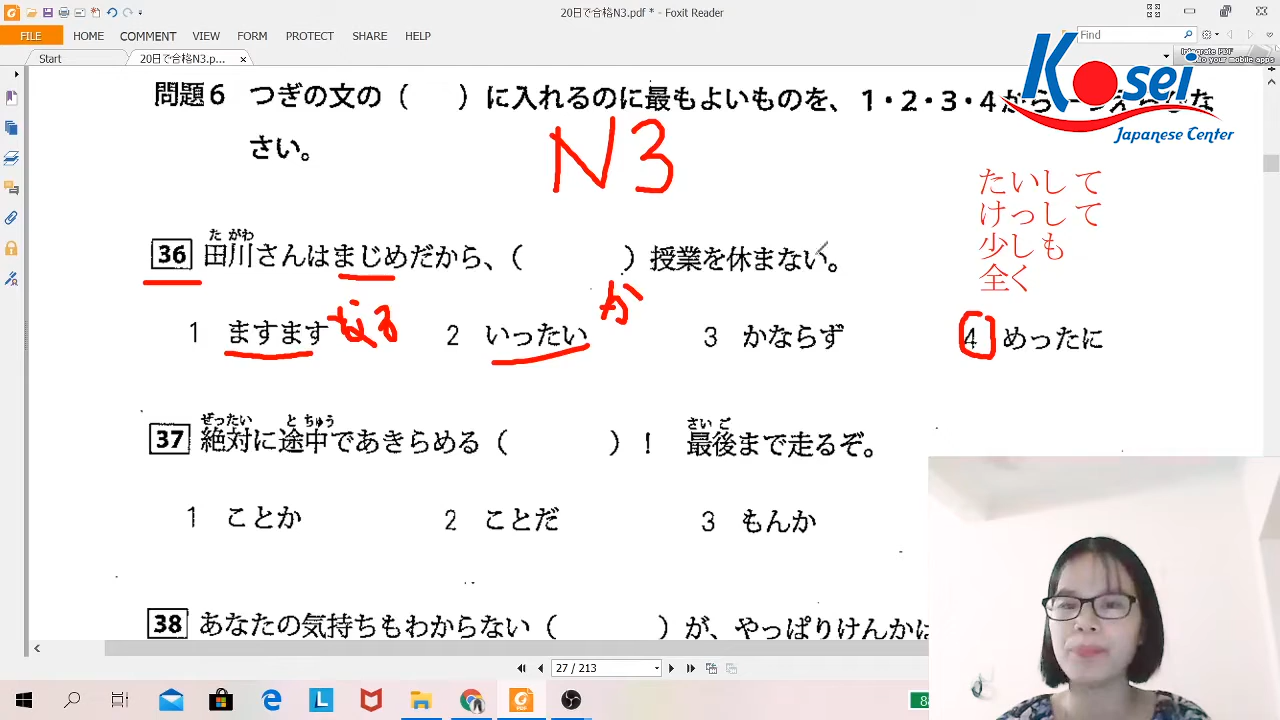 20日で合格N3.pdf * - Foxit Reader
FILE HOME COMMENT VIEW FORM PROTECT SHARE HELP
Find
Start 20日で合格N3.p...
Integrate PDF
to your mobile apps
Kosei
Japanese Center
問題6 つぎの文の( )に入れるのに最もよいものを、1・2・3・4から
さい。
N3
たいして
けっして
少しも
全く
た がわ
36 田川さんはまじめだから、( )授業を休まない。
か
1 ますます なる 2 いったい 3 かならず 4 めったに
ぜったい と ちゅう さい ご
37 絶対に途中であきらめる( )! 最後まで走るぞ。
1 ことか 2 ことだ 3 もんか
38 あなたの気持ちもわからない( )が、やっぱりけんかは
27 / 213